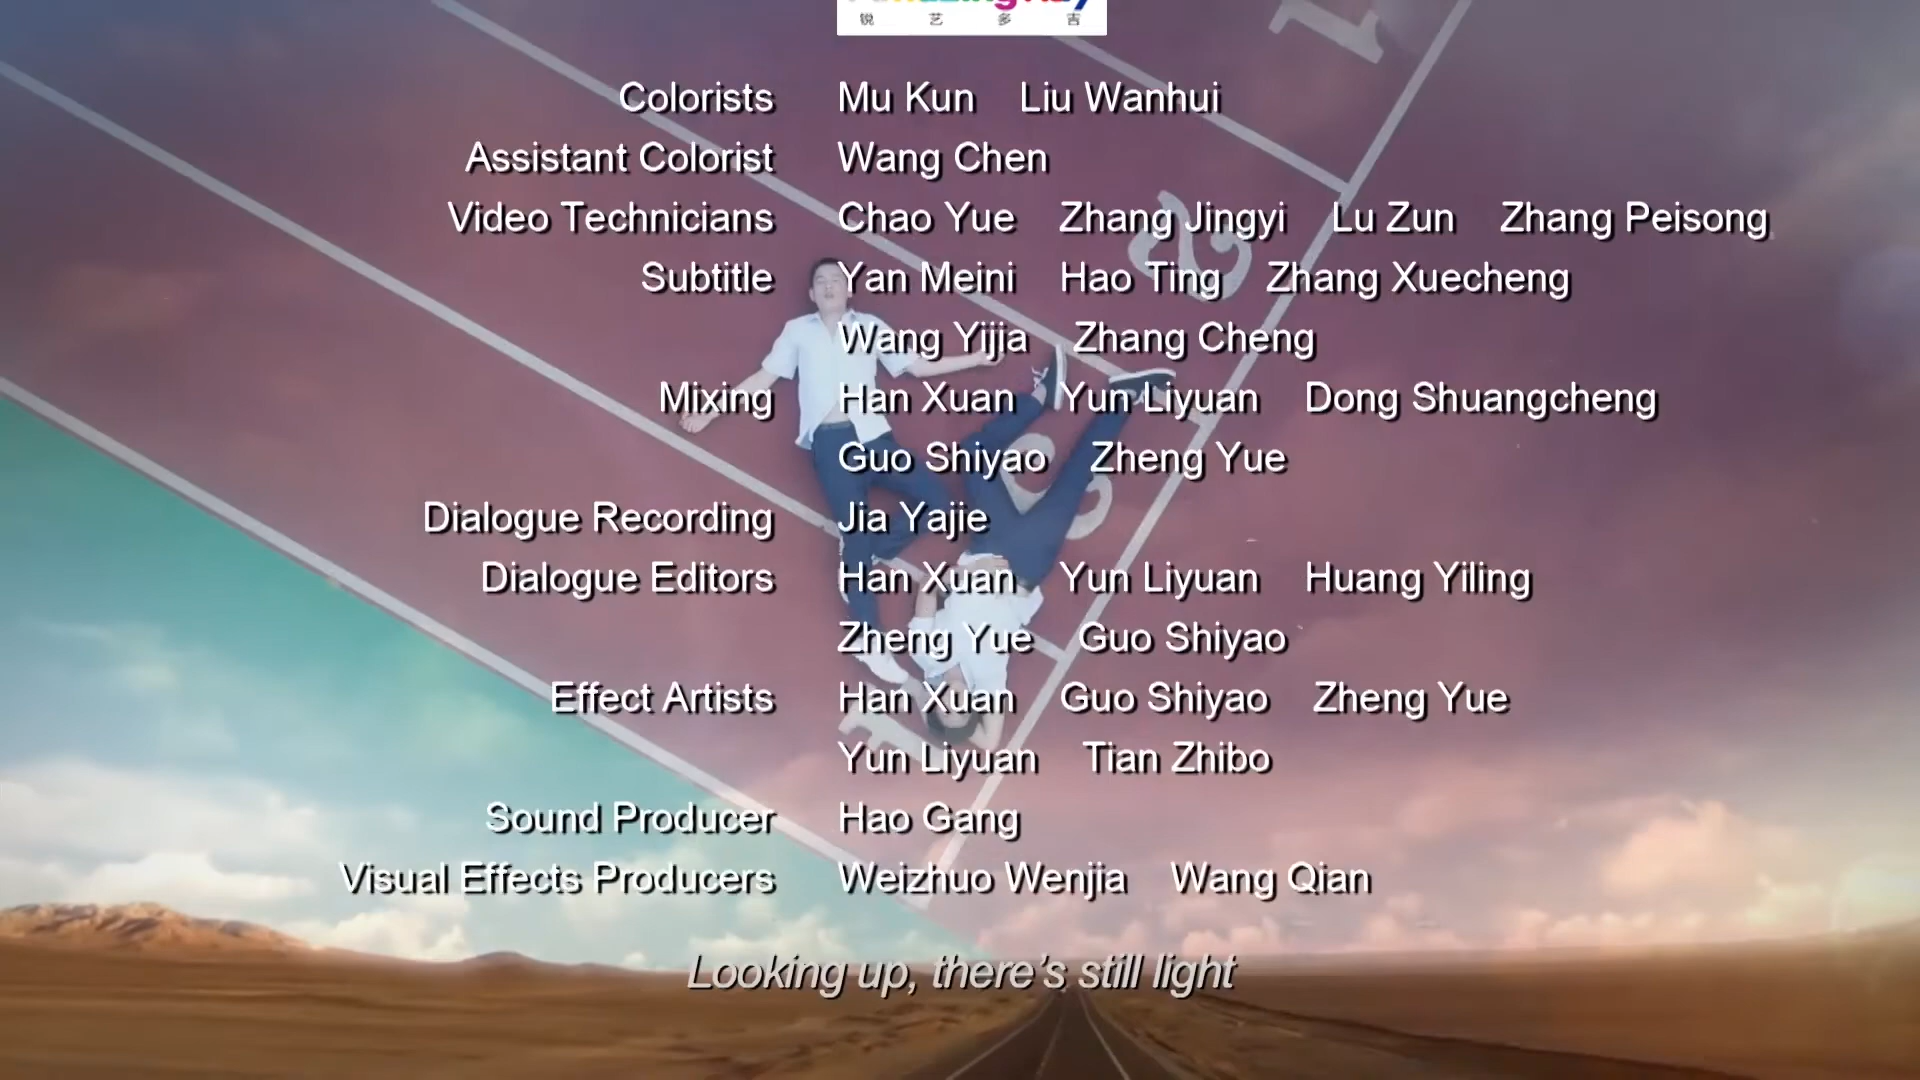 锐艺多吉
Colorists Mu Kun Liu Wanhui
Assistant Colorist Wang Chen
Video Technicians Chao Yue Zhang Jingyi Lu Zun Zhang Peisong
Subtitle Yan Meini Hao Ting Zhang Xuecheng
Wang Yijia Zhang Cheng
Mixing Han Xuan Yun Liyuan Dong Shuangcheng
Guo Shiyao Zheng Yue
Dialogue Recording Jia Yajie
Dialogue Editors Han Xuan Yun Liyuan Huang Yiling
Zheng Yue Guo Shiyao
Effect Artists Han Xuan Guo Shiyao Zheng Yue
Yun Liyuan Tian Zhibo
Sound Producer Hao Gang
Visual Effects Producers Weizhuo Wenjia Wang Qian
Looking up, there's still light